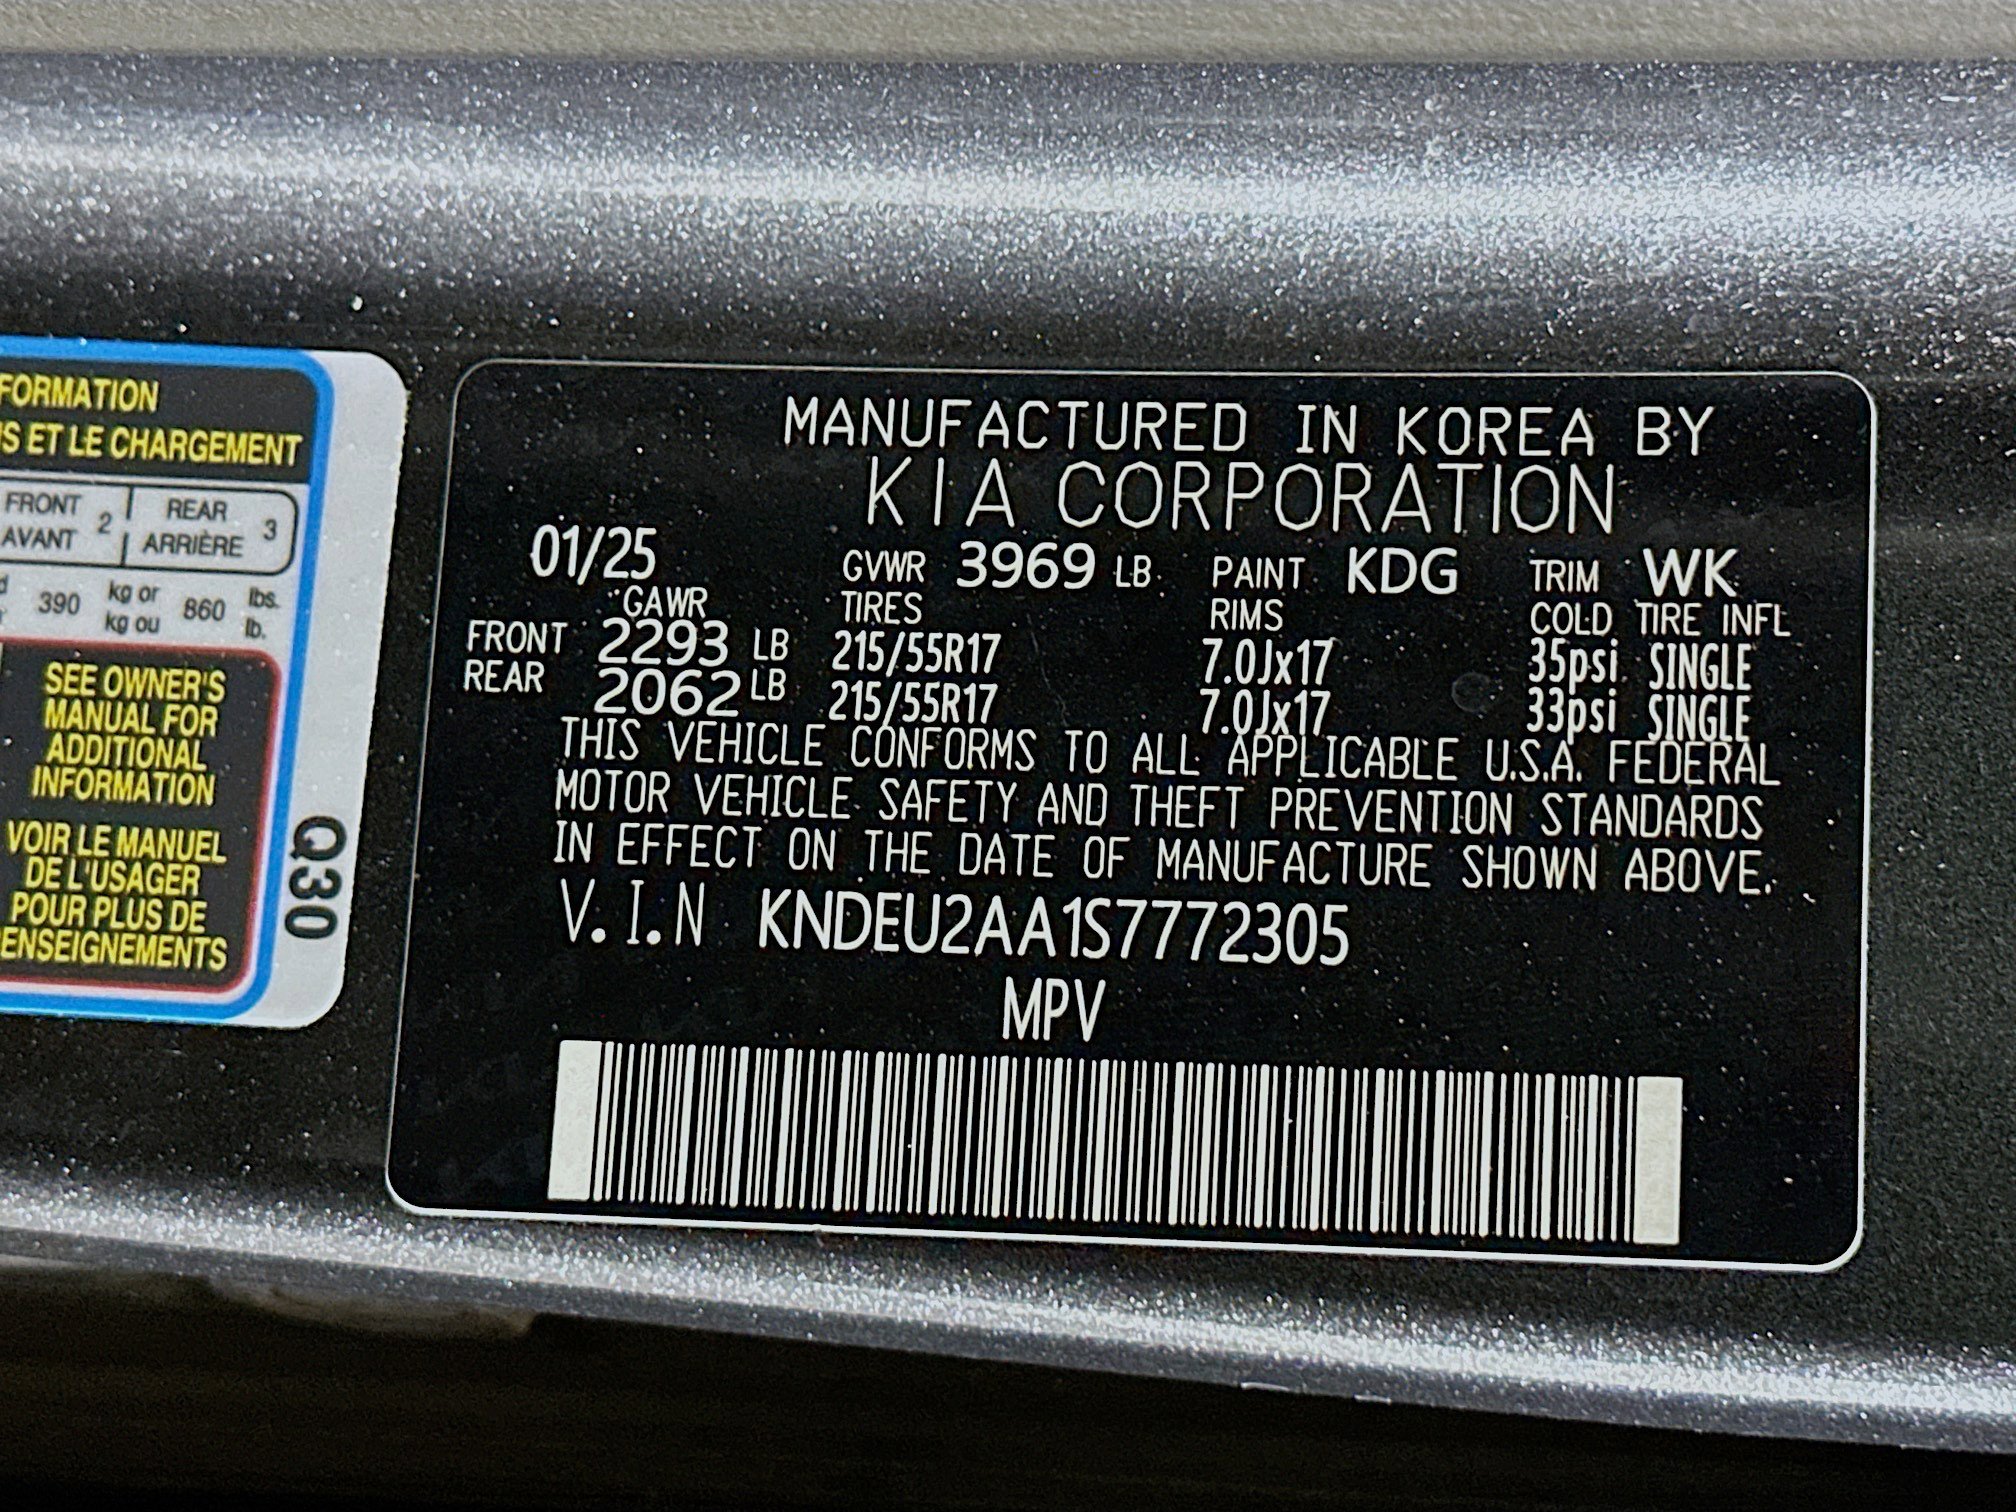 FORMATION
S ET LE CHARGEMENT
FRONT 2 REAR 3
AVANT ARRIÈRE
390 kg or 860 lbs.
kg ou lb.
SEE OWNER'S
MANUAL FOR
ADDITIONAL
INFORMATION
VOIR LE MANUEL
DE L'USAGER
POUR PLUS DE
ENSEIGNEMENTS
Q30
MANUFACTURED IN KOREA BY
KIA CORPORATION
01/25 GVWR 3969 LB PAINT KDG TRIM WK
GAWR TIRES RIMS COLD TIRE INFL
FRONT 2293 LB 215/55R17 7.0Jx17 35psi SINGLE
REAR 2062 LB 215/55R17 7.0Jx17 33psi SINGLE
THIS VEHICLE CONFORMS TO ALL APPLICABLE U.S.A. FEDERAL
MOTOR VEHICLE SAFETY AND THEFT PREVENTION STANDARDS
IN EFFECT ON THE DATE OF MANUFACTURE SHOWN ABOVE.
V.I.N KNDEU2AA1S7772305
MPV